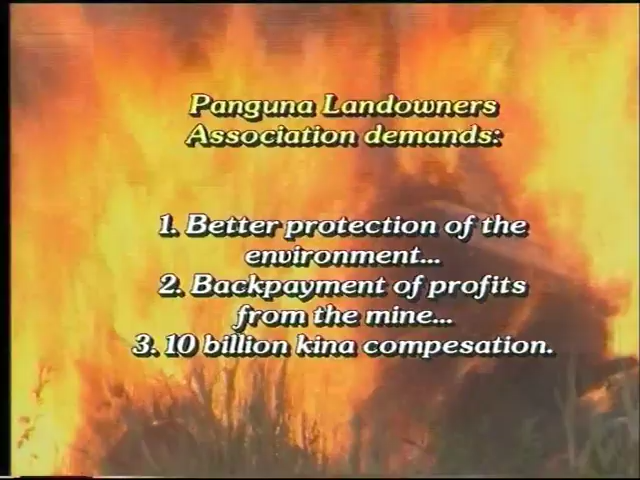 Panguna Landowners
Association demands:
1. Better protection of the
environment...
2. Backpayment of profits
from the mine...
3. 10 billion kina compesation.